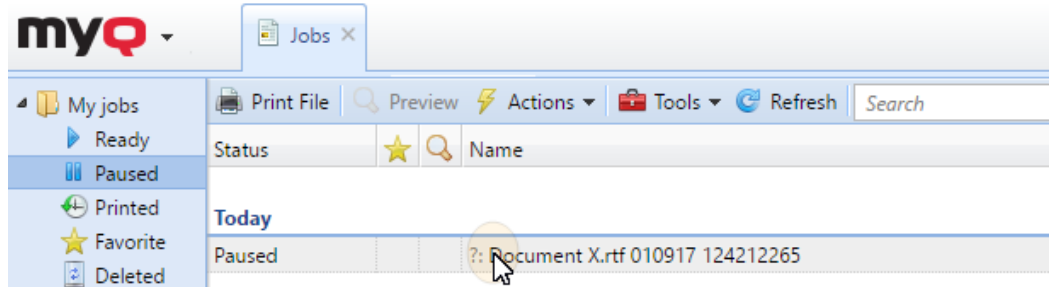 myQ
Jobs
My jobs
Ready
Paused
Printed
Favorite
Deleted
Print File Preview Actions Tools Refresh Search
Status Name
Today
Paused ?: Document X.rtf 010917 124212265